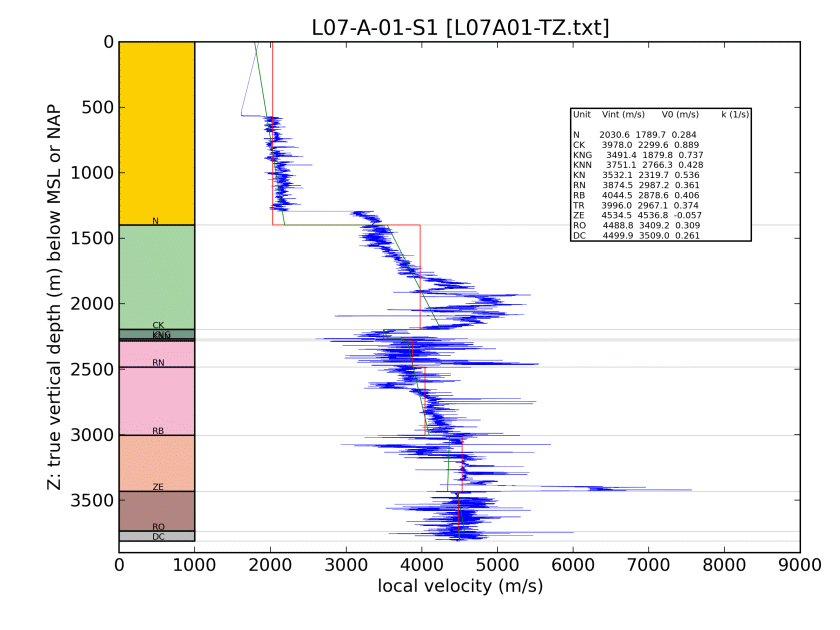 L07-A-01-S1 [L07A01-TZ.txt]
Z: true vertical depth (m) below MSL or NAP
0
500
1000
1500
2000
2500
3000
3500
N
CK
KNG
RN
RB
ZE
RO
DC
Unit Vint (m/s) V0 (m/s) k (1/s)
N 2030.6 1789.7 0.284
CK 3978.0 2299.6 0.889
KNG 3491.4 1879.8 0.737
KNN 3751.1 2766.3 0.428
KN 3532.1 2319.7 0.536
RN 3874.5 2987.2 0.361
RB 4044.5 2878.6 0.406
TR 3996.0 2967.1 0.374
ZE 4534.5 4536.8 -0.057
RO 4488.8 3409.2 0.309
DC 4499.9 3509.0 0.261
0 1000 2000 3000 4000 5000 6000 7000 8000 9000
local velocity (m/s)